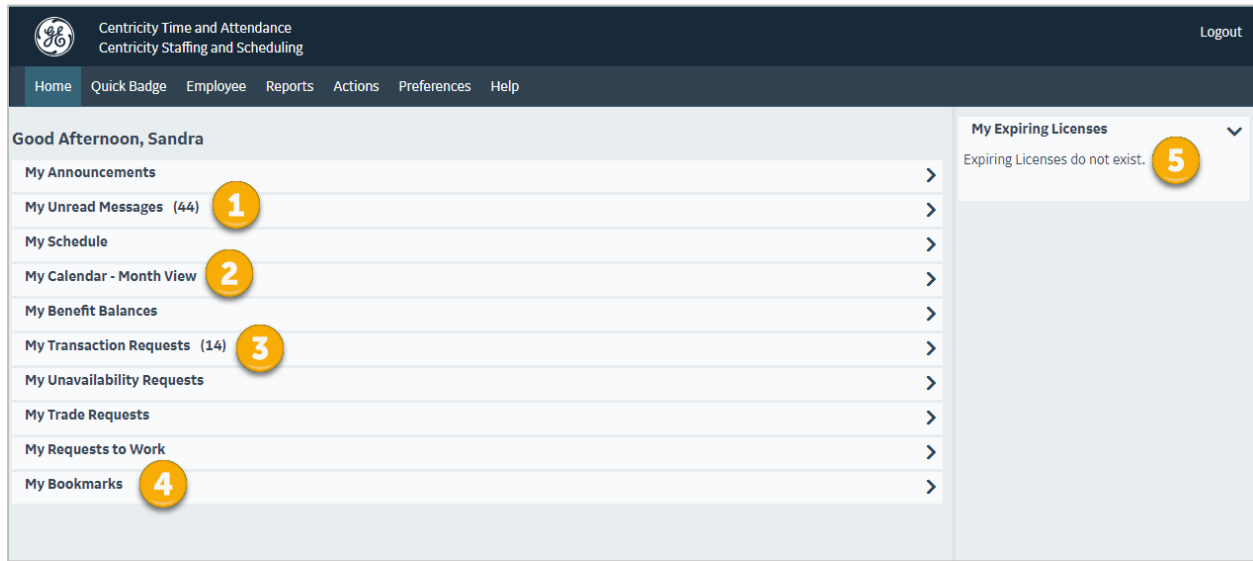 GE
Centricity Time and Attendance
Centricity Staffing and Scheduling
Logout
Home Quick Badge Employee Reports Actions Preferences Help
Good Afternoon, Sandra
My Announcements
My Unread Messages (44) 1
My Schedule
My Calendar - Month View 2
My Benefit Balances
My Transaction Requests (14) 3
My Unavailability Requests
My Trade Requests
My Requests to Work
My Bookmarks 4
My Expiring Licenses
Expiring Licenses do not exist. 5